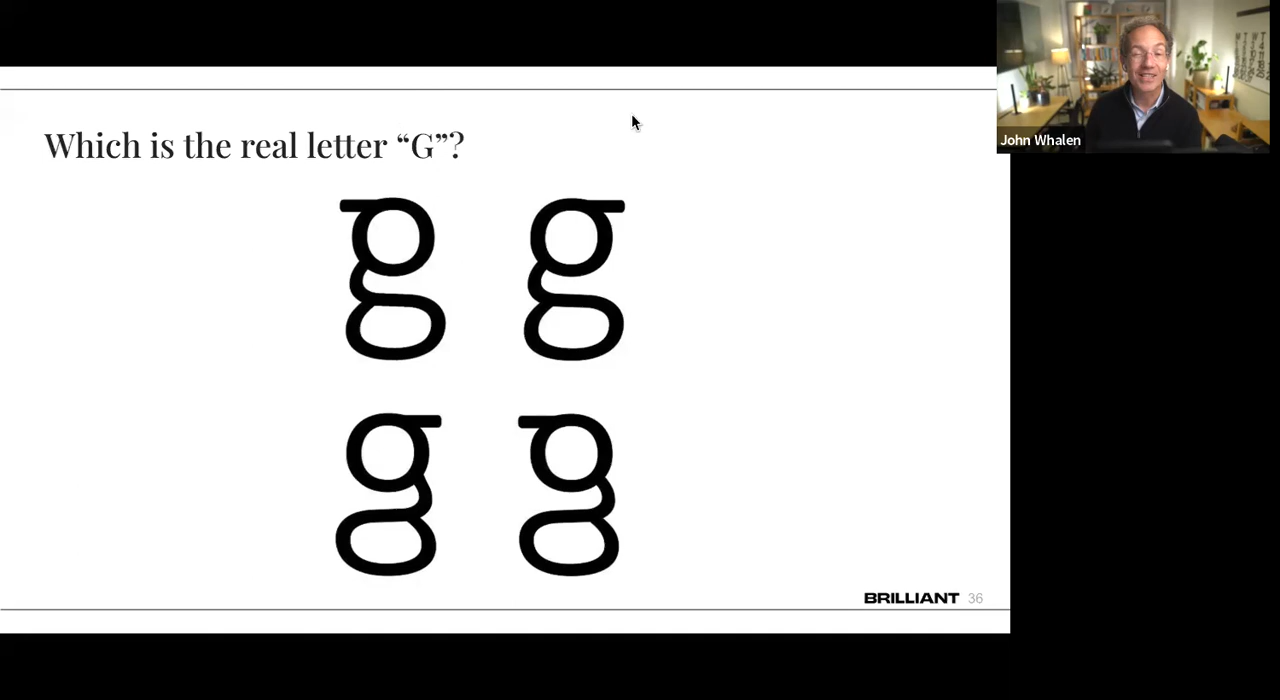 John Whalen
Which is the real letter “G”?
g g
g g
BRILLIANT 36